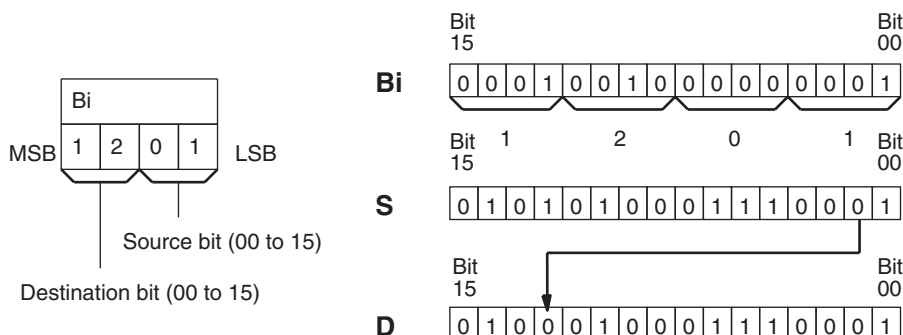 Bi
1 2 0 1
MSB
LSB
Source bit (00 to 15)
Destination bit (00 to 15)
Bit 15
Bit 00
Bi
0 0 0 1 0 0 1 0 0 0 0 0 0 0 0 1
1 2 0 1
Bit 15
Bit 00
S
0 1 0 1 0 1 0 0 0 1 1 1 0 0 0 1
Bit 15
Bit 00
D
0 1 0 0 0 1 0 0 0 1 1 1 0 0 0 1